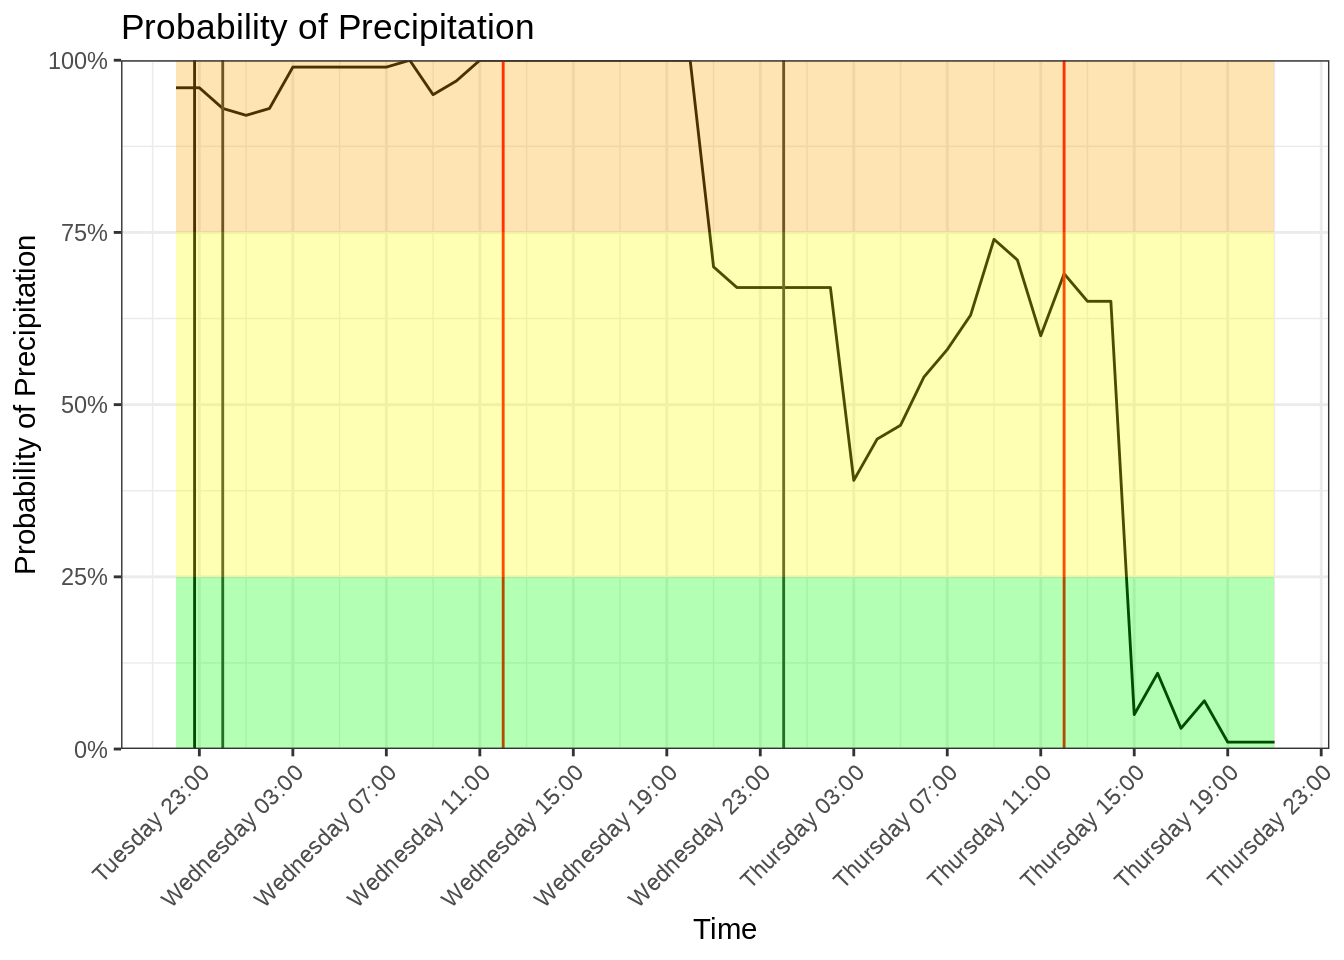 Probability of Precipitation
100%
75%
50%
25%
0%
Probability of Precipitation
Tuesday 23:00
Wednesday 03:00
Wednesday 07:00
Wednesday 11:00
Wednesday 15:00
Wednesday 19:00
Wednesday 23:00
Thursday 03:00
Thursday 07:00
Thursday 11:00
Thursday 15:00
Thursday 19:00
Thursday 23:00
Time